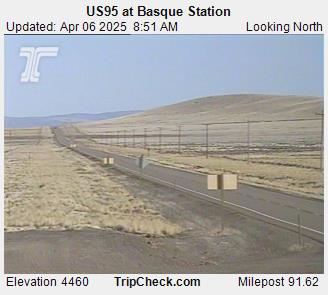 US95 at Basque Station
Updated: Apr 06 2025 8:51 AM Looking North
Elevation 4460 TripCheck.com Milepost 91.62